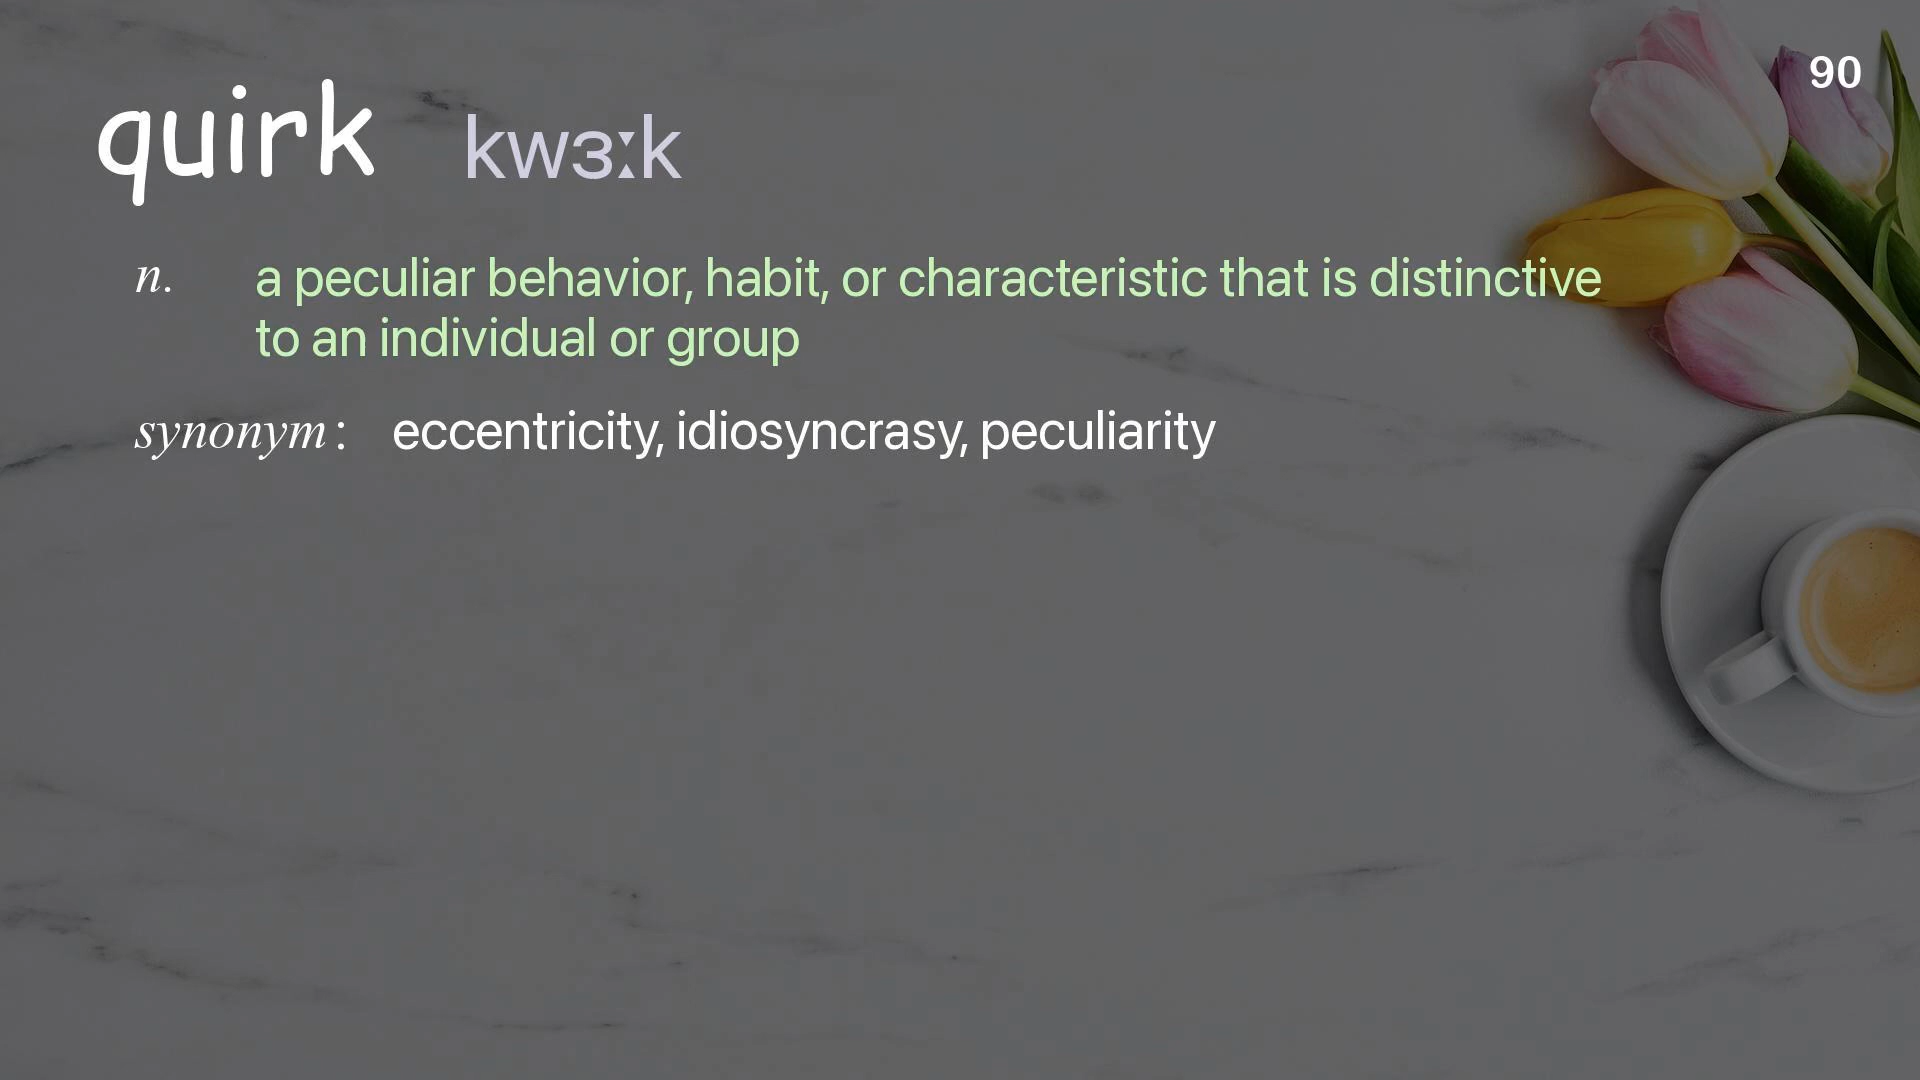 90
quirk kwɜːk
n. a peculiar behavior, habit, or characteristic that is distinctive
to an individual or group
synonym: eccentricity, idiosyncrasy, peculiarity